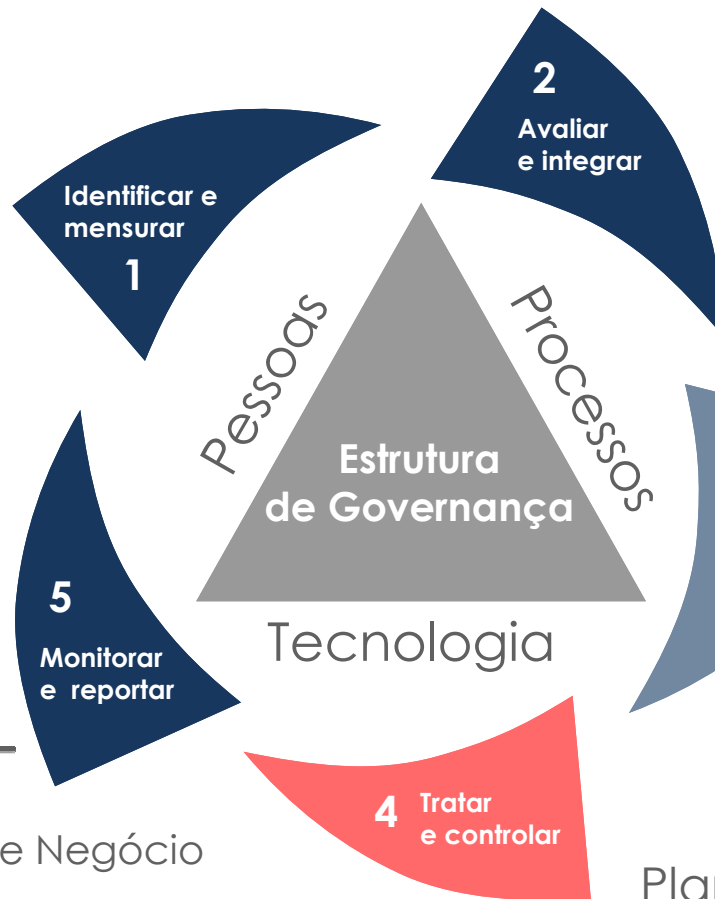 2
Avaliar
e integrar
Identificar e
mensurar
1
Pessoas
Processos
Estrutura
de Governança
5
Monitorar
e reportar
Tecnologia
4
Tratar
e controlar
e Negócio